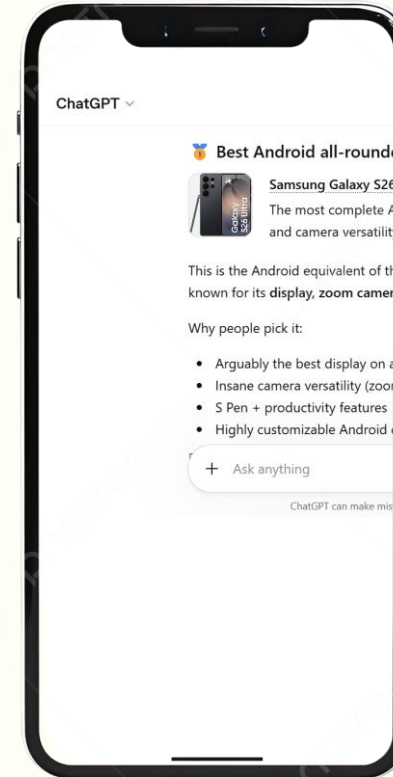 ChatGPT
Best Android all-rounde
Samsung Galaxy S26
The most complete A
and camera versatility
This is the Android equivalent of th
known for its display, zoom camer
Why people pick it:
• Arguably the best display on a
• Insane camera versatility (zoo
• S Pen + productivity features
• Highly customizable Android
Galaxy
S26 Ultra
+ Ask anything
ChatGPT can make mis